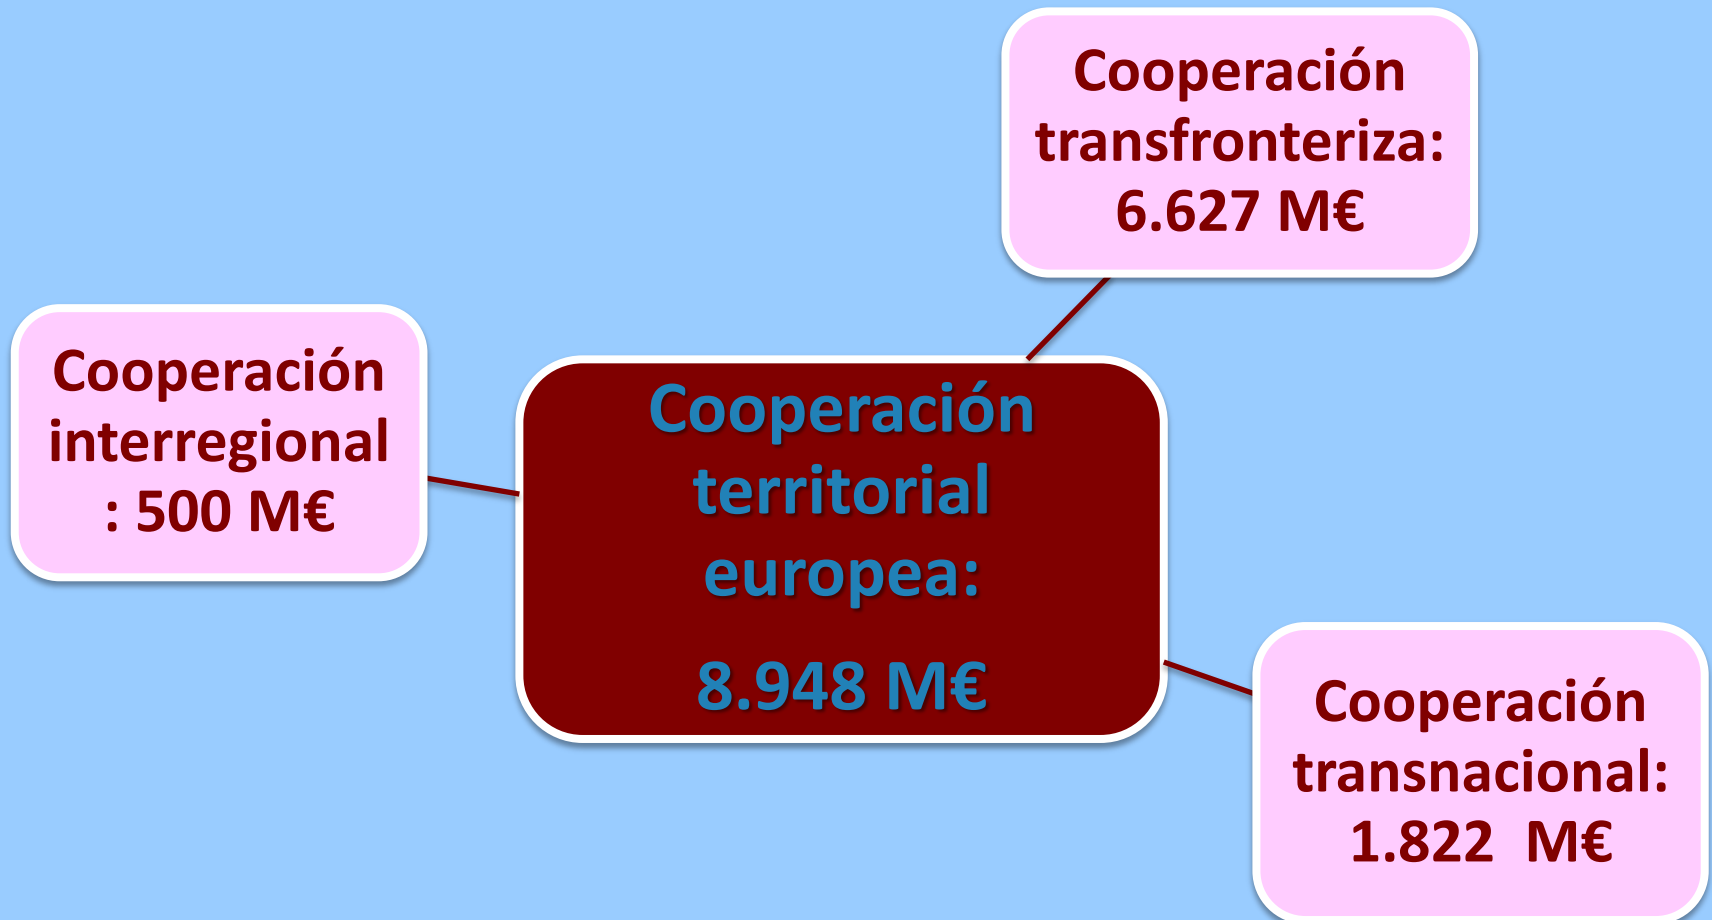 Cooperación
transfronteriza:
6.627 M€
Cooperación
interregional
: 500 M€
Cooperación
territorial
europea:
8.948 M€
Cooperación
transnacional:
1.822  M€